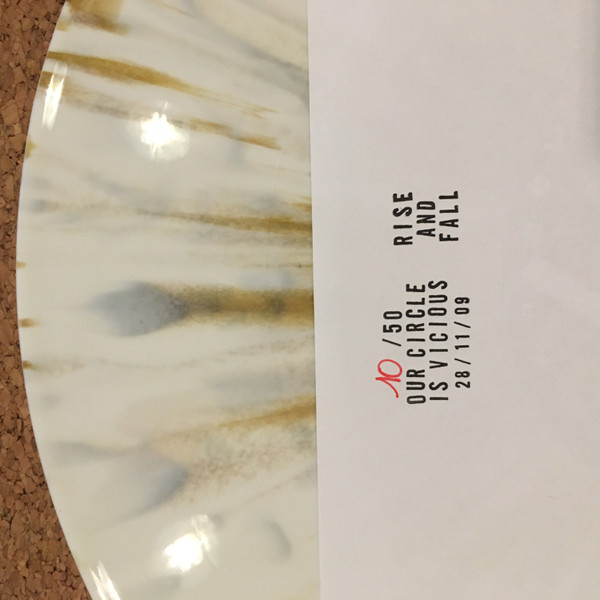 10/50
OUR CIRCLE
IS VICIOUS
28/11/09
RISE
AND
FALL